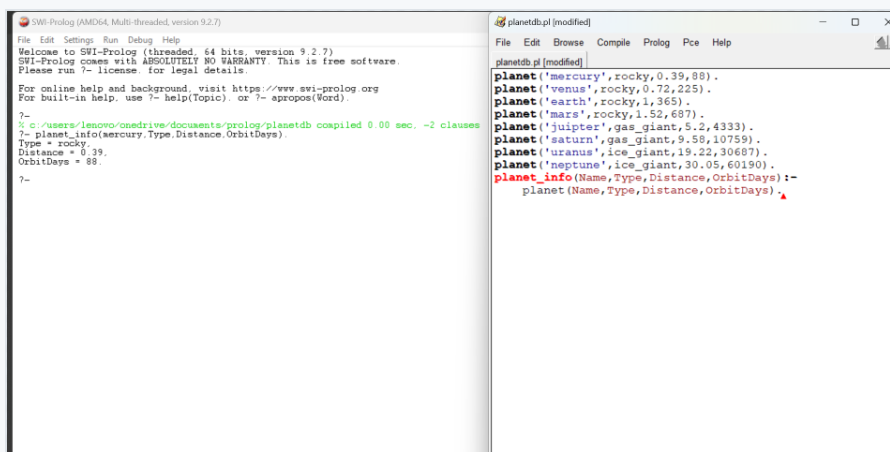 SWI-Prolog (AMD64, Multi-threaded, version 9.2.7)
File Edit Settings Run Debug Help
Welcome to SWI-Prolog (threaded, 64 bits, version 9.2.7)
SWI-Prolog comes with ABSOLUTELY NO WARRANTY. This is free software.
Please run ?- license. for legal details.
For online help and background, visit https://www.swi-prolog.org
For built-in help, use ?- help(Topic). or ?- apropos(Word).
?-
% c:/users/lenovo/onedrive/documents/prolog/planetdb compiled 0.00 sec, -2 clauses
?- planet_info(mercury,Type,Distance,OrbitDays).
Type = rocky,
Distance = 0.39,
OrbitDays = 88.
?-
planetdb.pl [modified]
File Edit Browse Compile Prolog Pce Help
planetdb.pl [modified]
planet('mercury',rocky,0.39,88).
planet('venus',rocky,0.72,225).
planet('earth',rocky,1,365).
planet('mars',rocky,1.52,687).
planet('juipter',gas_giant,5.2,4333).
planet('saturn',gas_giant,9.58,10759).
planet('uranus',ice_giant,19.22,30687).
planet('neptune',ice_giant,30.05,60190).
planet_info(Name,Type,Distance,OrbitDays):-
planet(Name,Type,Distance,OrbitDays).